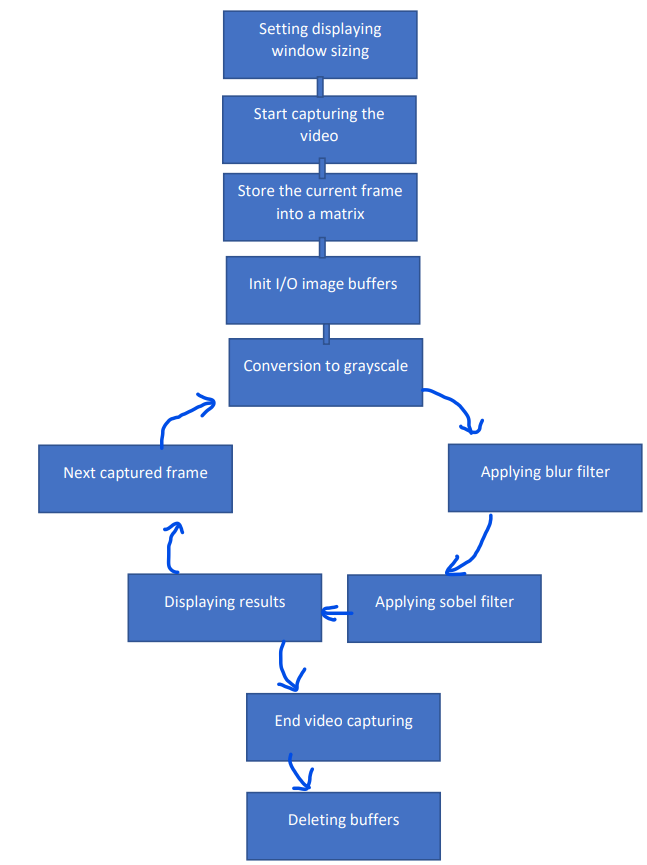 Setting displaying
window sizing
Start capturing the
video
Store the current frame
into a matrix
Init I/O image buffers
Conversion to grayscale
Next captured frame
Applying blur filter
Displaying results
Applying sobel filter
End video capturing
Deleting buffers